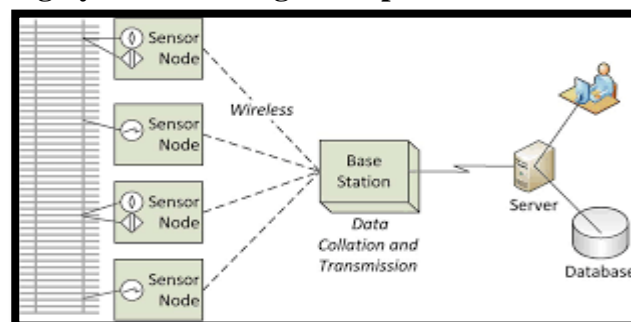 Sensor
Node
Wireless
Sensor
Node
Sensor
Node
Sensor
Node
Base
Station
Data
Collation and
Transmission
Server
Database